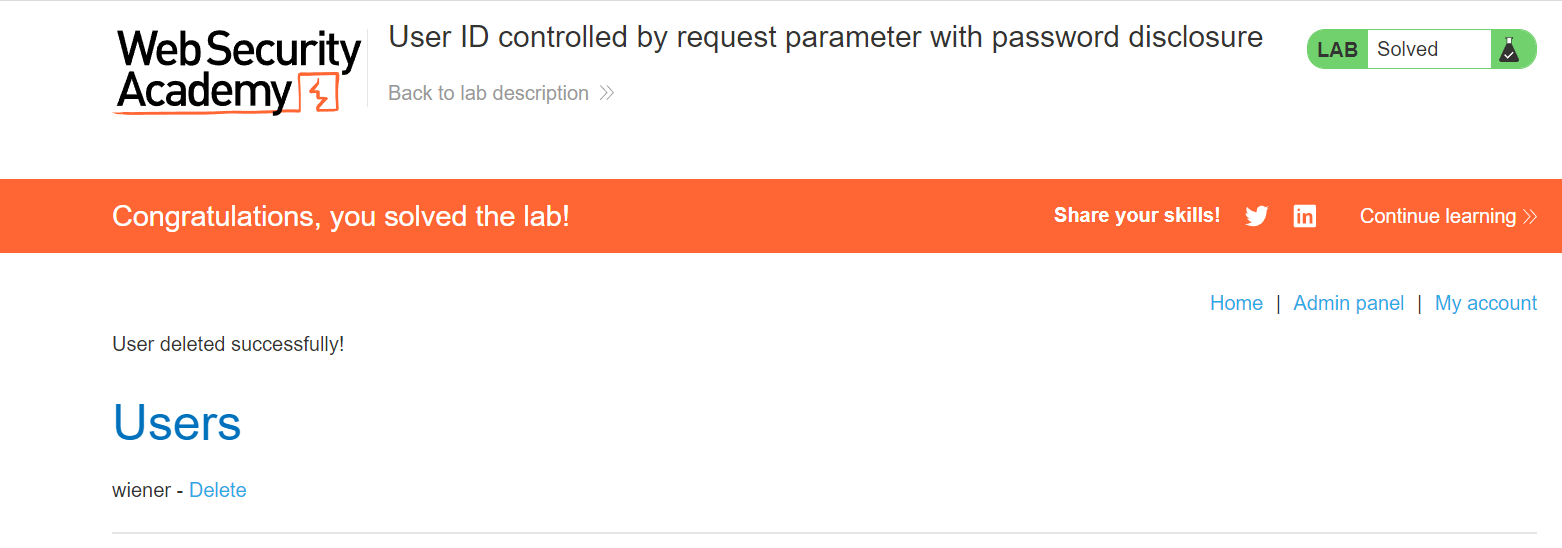 Web Security
Academy
User ID controlled by request parameter with password disclosure
Back to lab description
LAB Solved
Congratulations, you solved the lab!
Share your skills! Continue learning
Home | Admin panel | My account
User deleted successfully!
Users
wiener - Delete